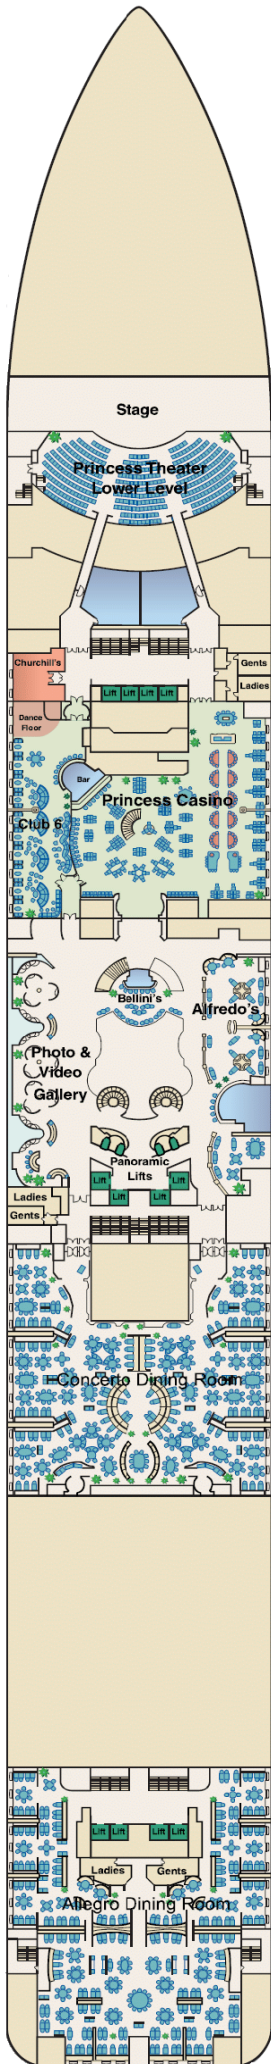 Stage
Princess Theater
Lower Level
Churchill's
Gents
Ladies
Lift Lift Lift Lift
Dance
Floor
Bar
Princess Casino
Club 6
Bellini's
Alfredo's
Photo &
Video
Gallery
Panoramic
Lifts
Lift Lift
Lift Lift
Ladies
Gents
Concerto Dining Room
Lift Lift Lift Lift
Ladies Gents
Allegro Dining Room